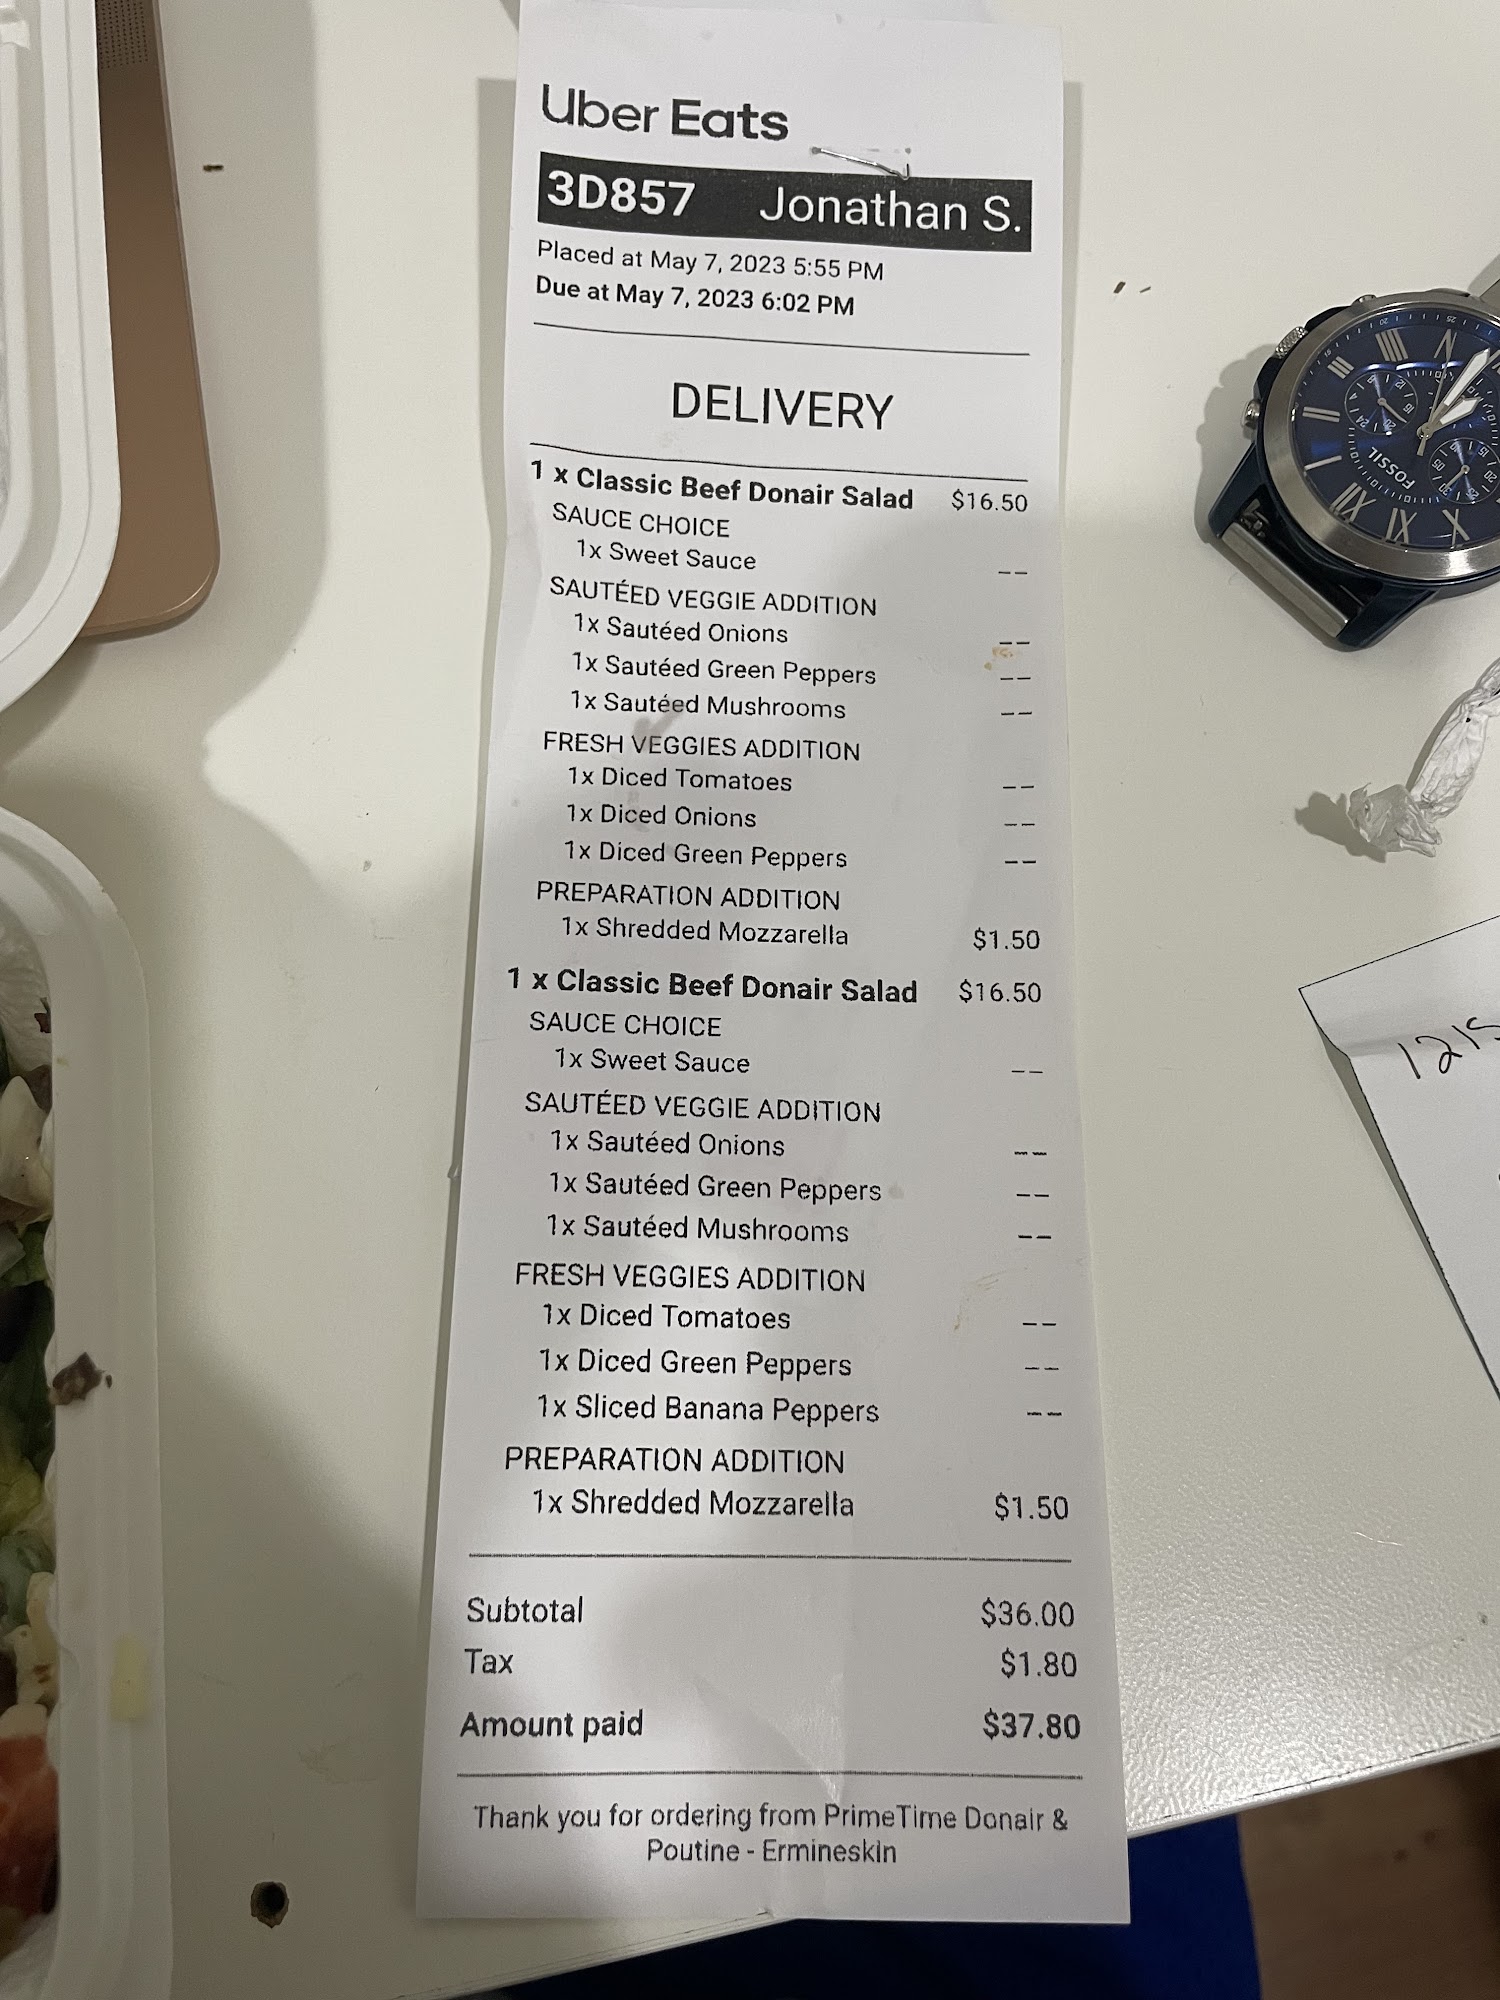 Uber Eats
3D857 Jonathan S.
Placed at May 7, 2023 5:55 PM
Due at May 7, 2023 6:02 PM
DELIVERY
1 x Classic Beef Donair Salad $16.50
SAUCE CHOICE
1x Sweet Sauce --
SAUTÉED VEGGIE ADDITION
1x Sautéed Onions --
1x Sautéed Green Peppers --
1x Sautéed Mushrooms --
FRESH VEGGIES ADDITION
1x Diced Tomatoes --
1x Diced Onions --
1x Diced Green Peppers --
PREPARATION ADDITION
1x Shredded Mozzarella $1.50
1 x Classic Beef Donair Salad $16.50
SAUCE CHOICE
1x Sweet Sauce --
SAUTÉED VEGGIE ADDITION
1x Sautéed Onions --
1x Sautéed Green Peppers --
1x Sautéed Mushrooms --
FRESH VEGGIES ADDITION
1x Diced Tomatoes --
1x Diced Green Peppers --
1x Sliced Banana Peppers --
PREPARATION ADDITION
1x Shredded Mozzarella $1.50
Subtotal $36.00
Tax $1.80
Amount paid $37.80
Thank you for ordering from PrimeTime Donair &
Poutine - Ermineskin
FOSSIL